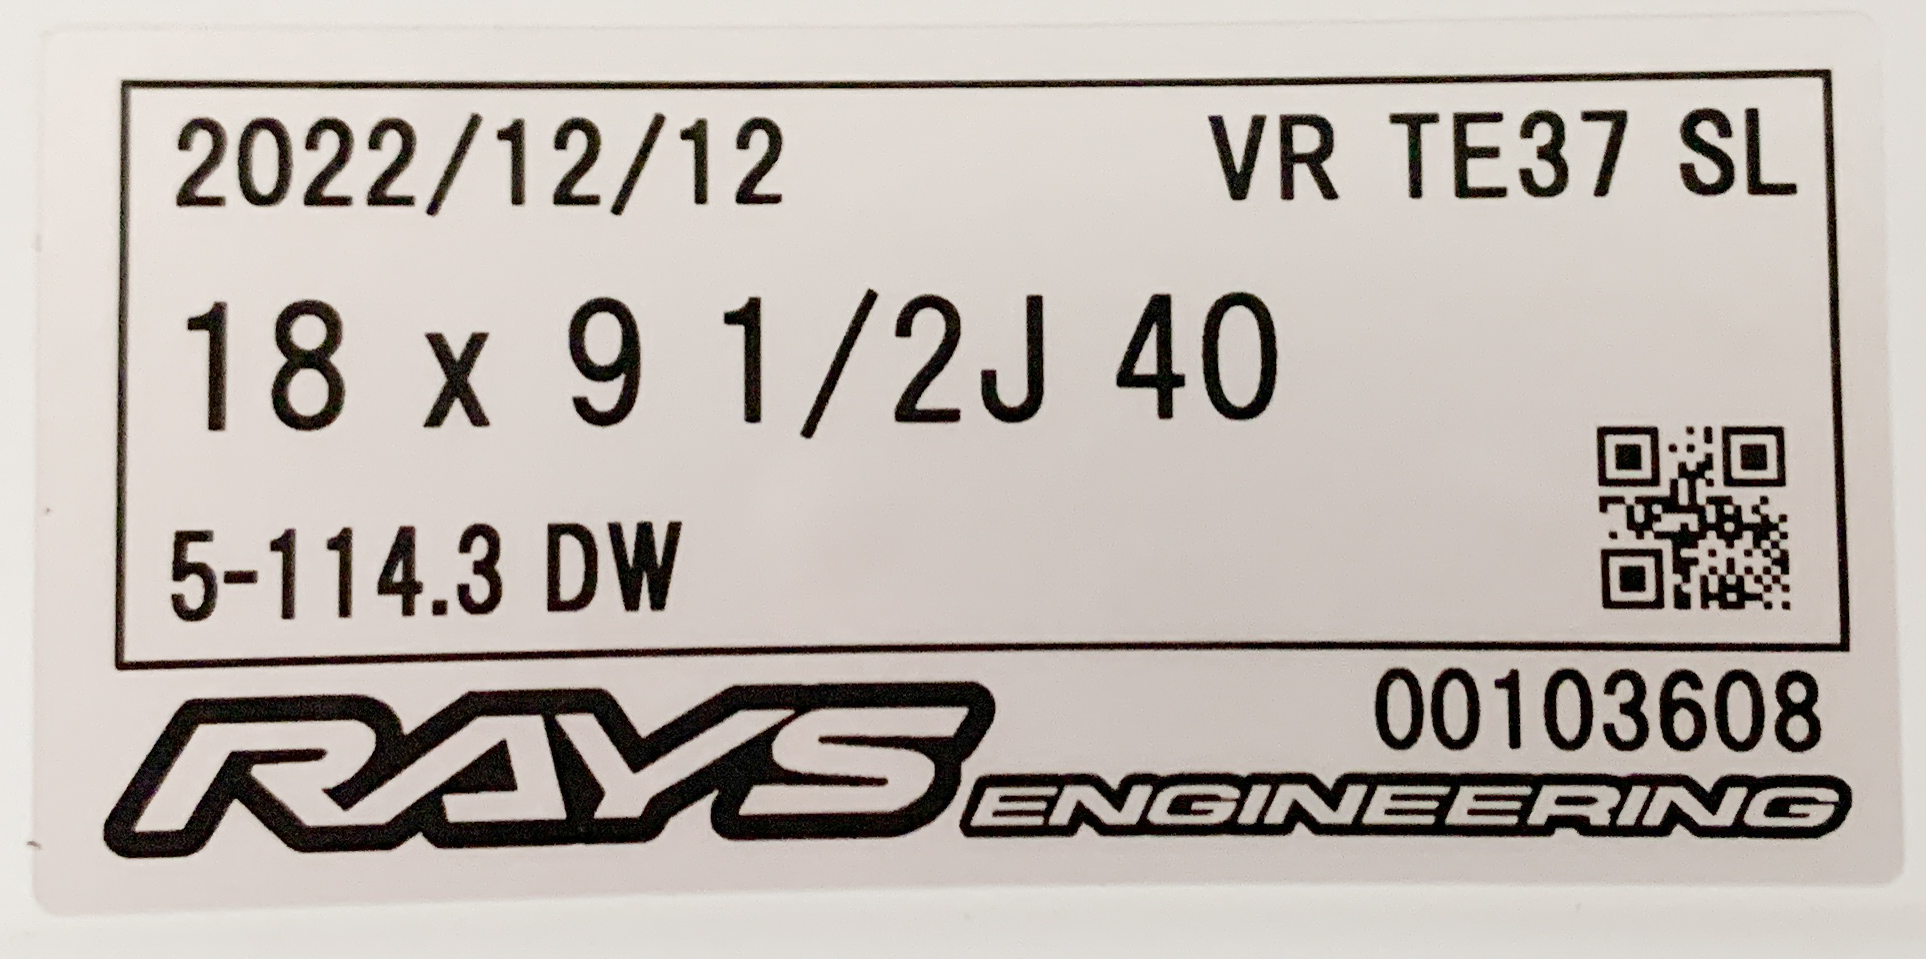 2022/12/12 VR TE37 SL
18 x 9 1/2J 40
5-114.3 DW
00103608
RAYS ENGINEERING